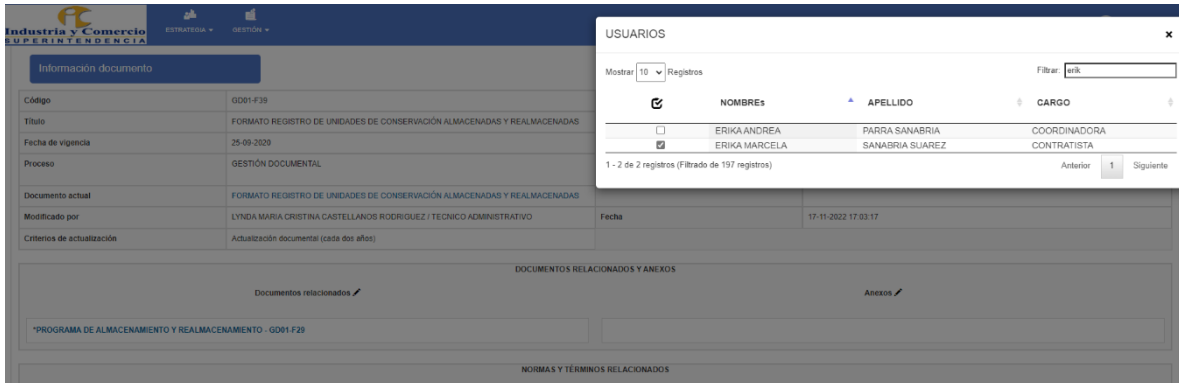 Industria y Comercio
SUPERINTENDENCIA
ESTRATEGIA
GESTIÓN
Información documento
Código GD01-F39
Título FORMATO REGISTRO DE UNIDADES DE CONSERVACIÓN ALMACENADAS Y REALMACENADAS
Fecha de vigencia 25-09-2020
Proceso GESTIÓN DOCUMENTAL
Documento actual FORMATO REGISTRO DE UNIDADES DE CONSERVACIÓN ALMACENADAS Y REALMACENADAS
Modificado por LYNDA MARIA CRISTINA CASTELLANOS RODRIGUEZ / TECNICO ADMINISTRATIVO Fecha 17-11-2022 17:03:17
Criterios de actualización Actualización documental (cada dos años)
DOCUMENTOS RELACIONADOS Y ANEXOS
Documentos relacionados Anexos
*PROGRAMA DE ALMACENAMIENTO Y REALMACENAMIENTO - GD01-F29
NORMAS Y TÉRMINOS RELACIONADOS
USUARIOS ×
Mostrar 10 Registros Filtrar: erik
NOMBREs APELLIDO CARGO
ERIKA ANDREA PARRA SANABRIA COORDINADORA
ERIKA MARCELA SANABRIA SUAREZ CONTRATISTA
1 - 2 de 2 registros (Filtrado de 197 registros) Anterior 1 Siguiente